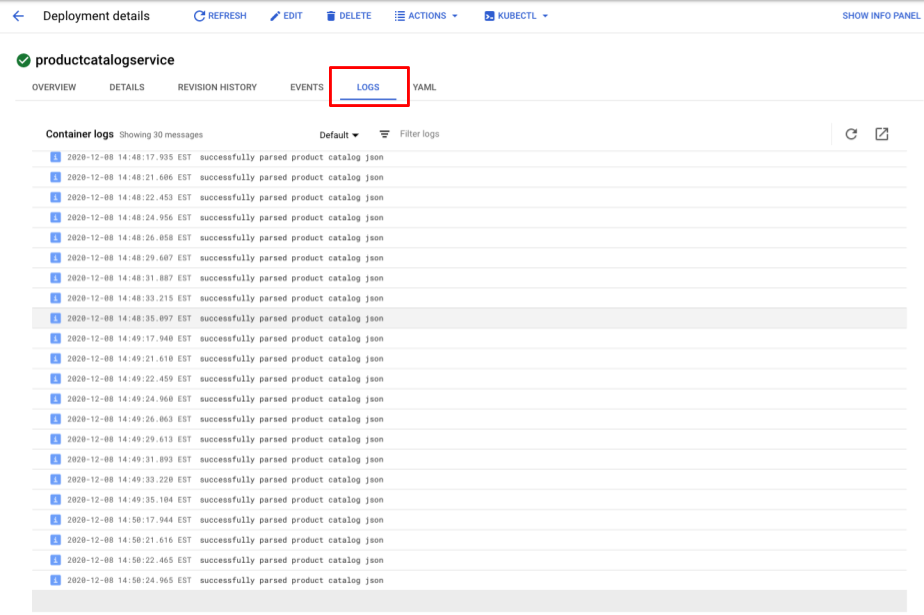 Deployment details REFRESH EDIT DELETE ACTIONS KUBECTL SHOW INFO PANEL
productcatalogservice
OVERVIEW DETAILS REVISION HISTORY EVENTS LOGS YAML
Container logs Showing 30 messages Default Filter logs
i 2020-12-08 14:48:17.935 EST successfully parsed product catalog json
i 2020-12-08 14:48:21.606 EST successfully parsed product catalog json
i 2020-12-08 14:48:22.453 EST successfully parsed product catalog json
i 2020-12-08 14:48:24.956 EST successfully parsed product catalog json
i 2020-12-08 14:48:26.058 EST successfully parsed product catalog json
i 2020-12-08 14:48:29.607 EST successfully parsed product catalog json
i 2020-12-08 14:48:31.887 EST successfully parsed product catalog json
i 2020-12-08 14:48:33.215 EST successfully parsed product catalog json
i 2020-12-08 14:48:35.097 EST successfully parsed product catalog json
i 2020-12-08 14:49:17.940 EST successfully parsed product catalog json
i 2020-12-08 14:49:21.610 EST successfully parsed product catalog json
i 2020-12-08 14:49:22.459 EST successfully parsed product catalog json
i 2020-12-08 14:49:24.960 EST successfully parsed product catalog json
i 2020-12-08 14:49:26.063 EST successfully parsed product catalog json
i 2020-12-08 14:49:29.613 EST successfully parsed product catalog json
i 2020-12-08 14:49:31.893 EST successfully parsed product catalog json
i 2020-12-08 14:49:33.220 EST successfully parsed product catalog json
i 2020-12-08 14:49:35.104 EST successfully parsed product catalog json
i 2020-12-08 14:50:17.944 EST successfully parsed product catalog json
i 2020-12-08 14:50:21.616 EST successfully parsed product catalog json
i 2020-12-08 14:50:22.465 EST successfully parsed product catalog json
i 2020-12-08 14:50:24.965 EST successfully parsed product catalog json